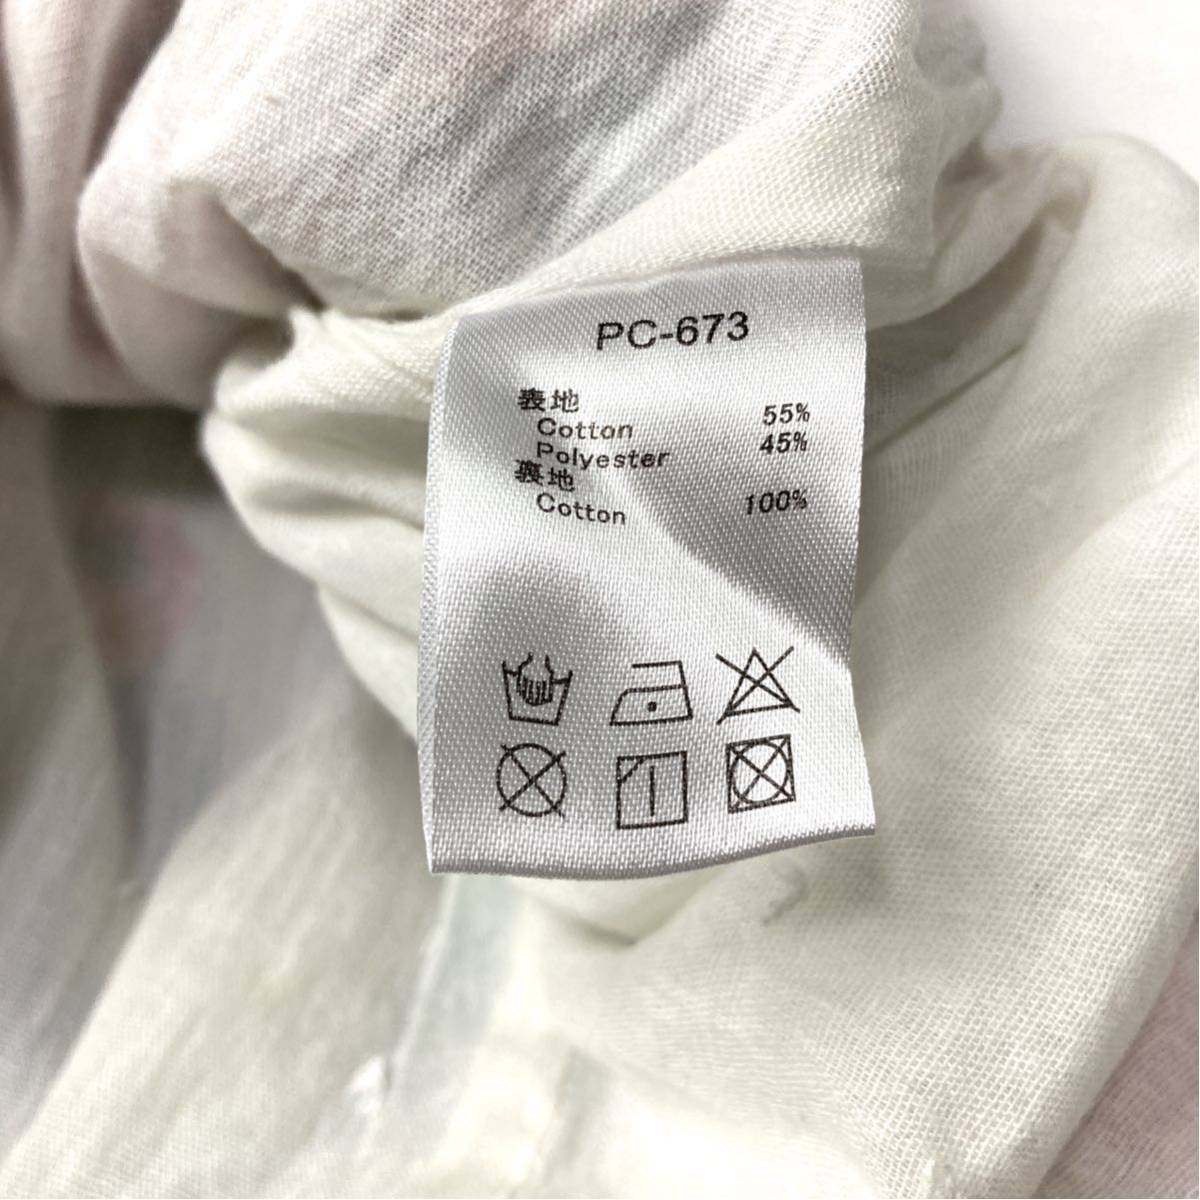 PC-673
表地
Cotton 55%
Polyester 45%
裏地
Cotton 100%